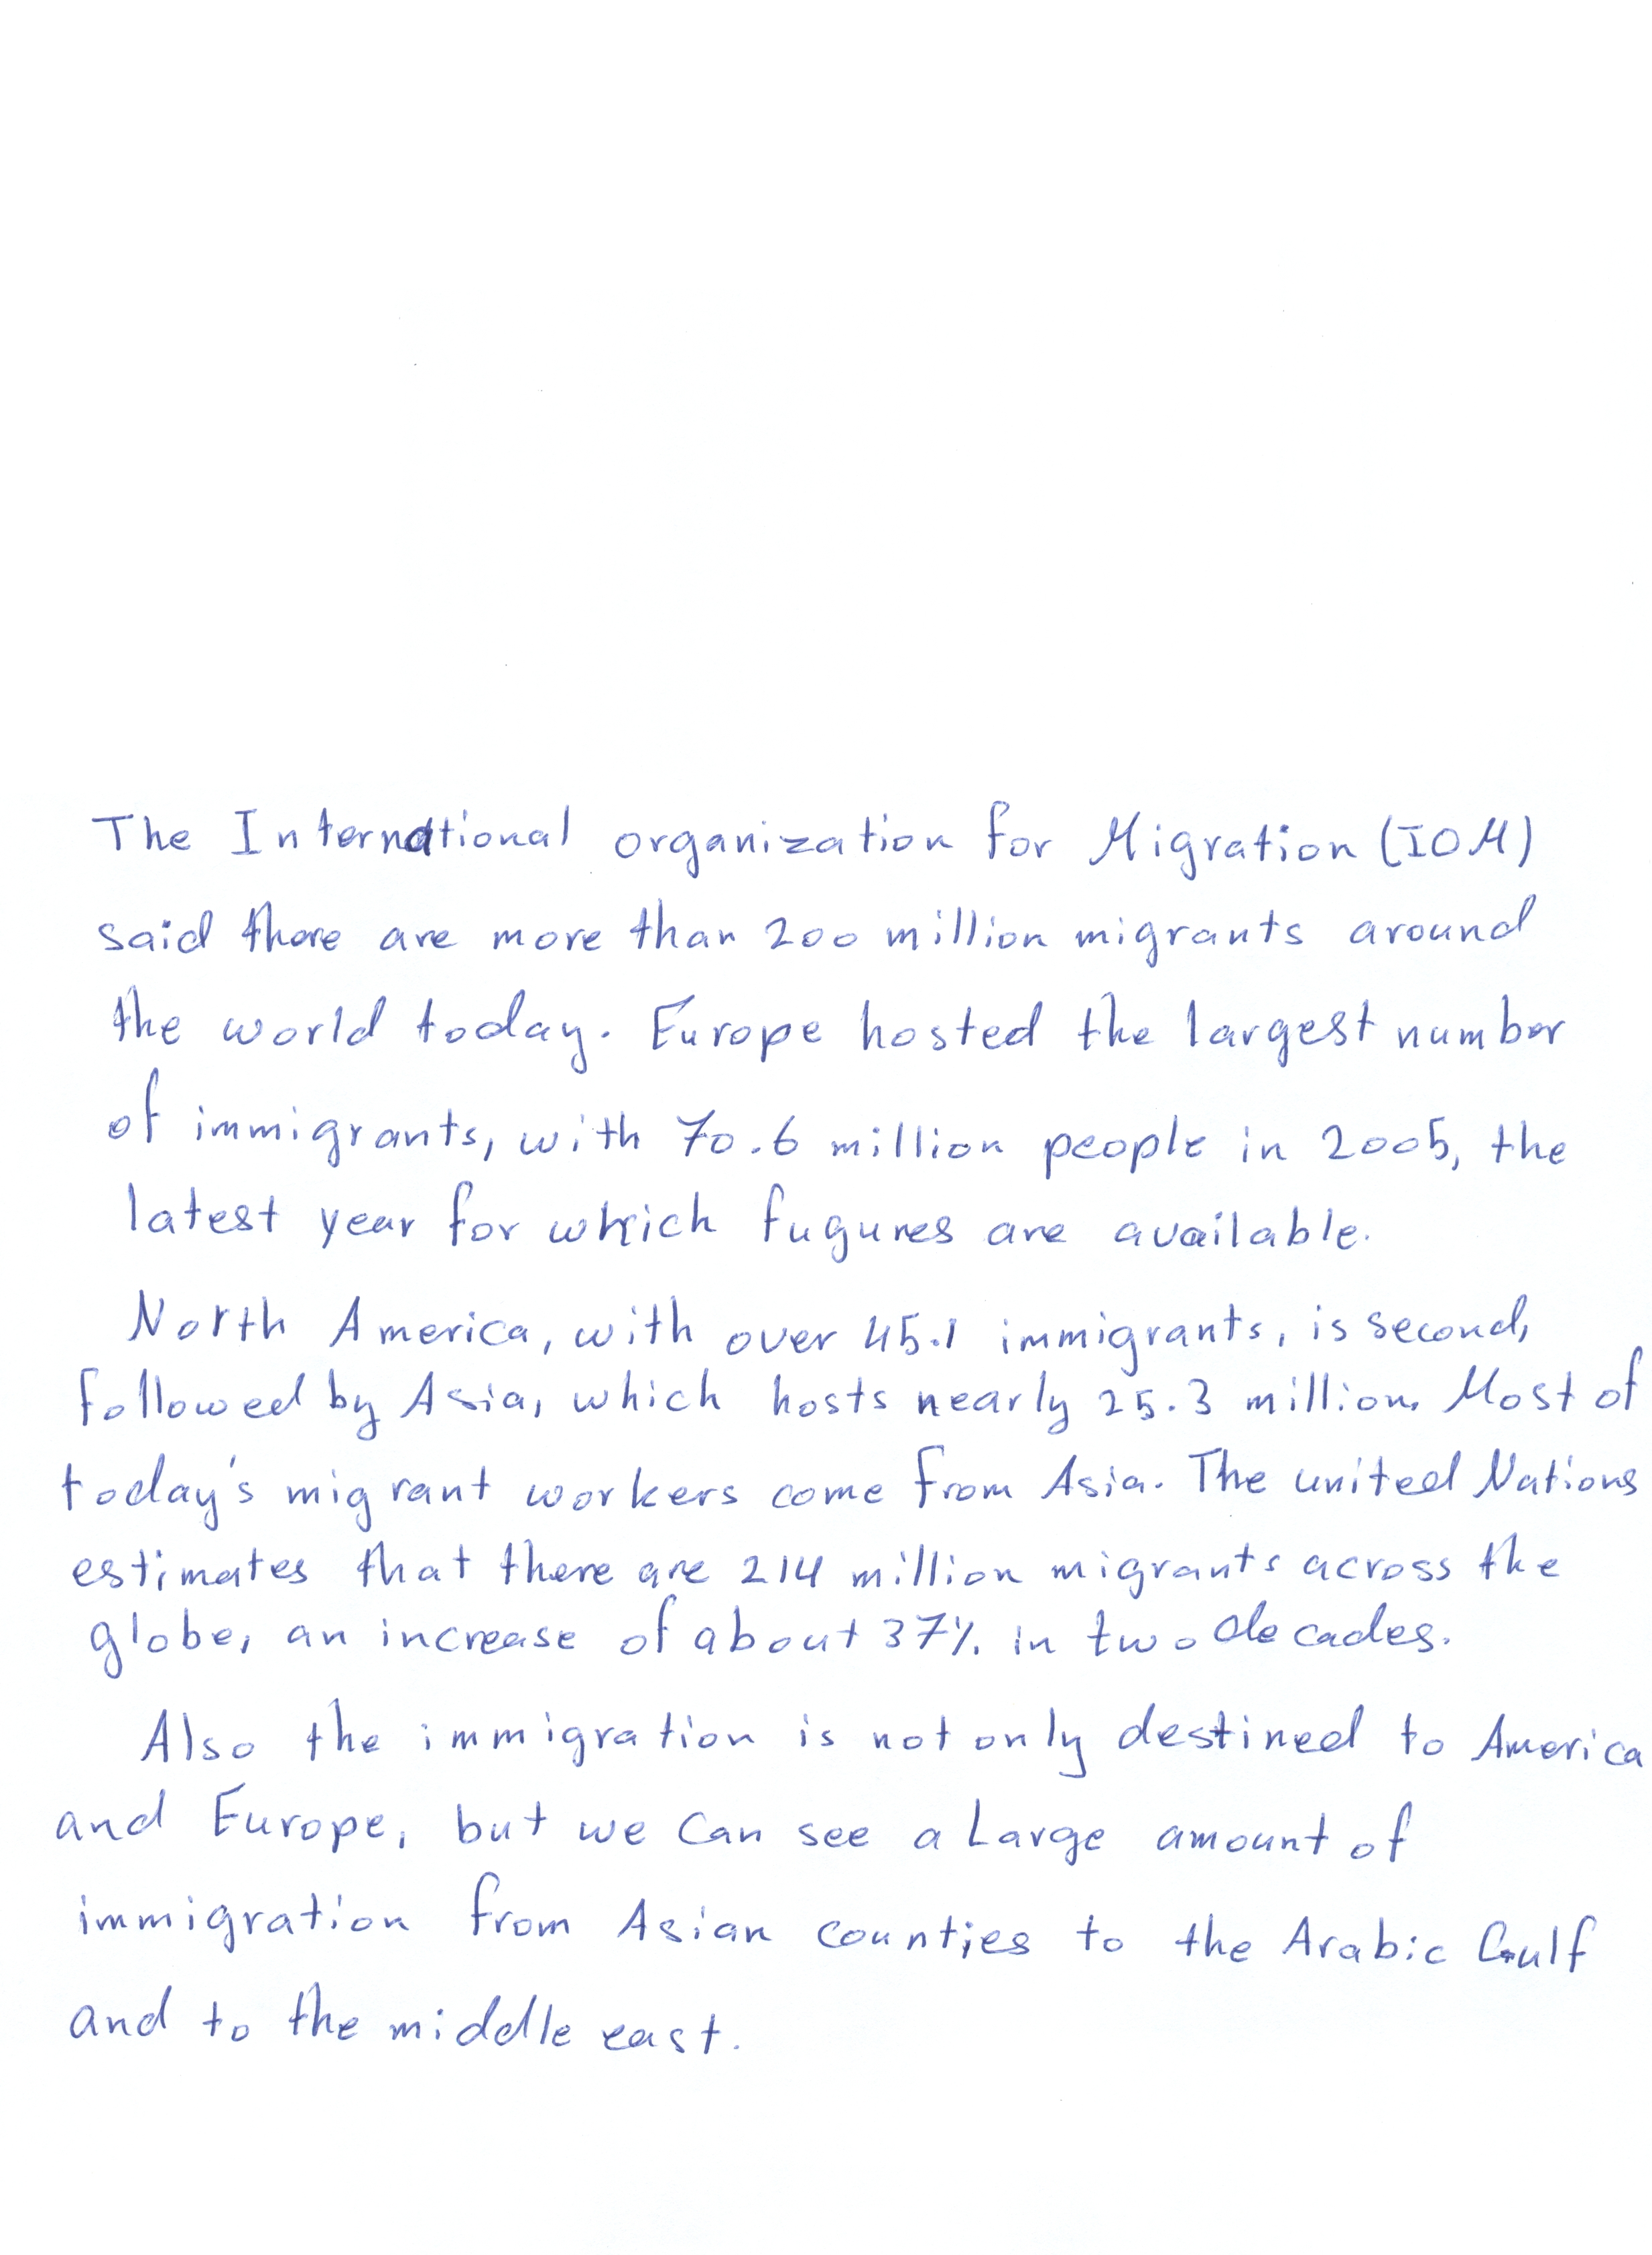 The International organization for Migration (IOM)
said there are more than 200 million migrants around
the world today. Europe hosted the largest number
of immigrants, with 70.6 million people in 2005, the
latest year for which fugures are available.
North America, with over 45.1 immigrants, is second,
followed by Asia, which hosts nearly 25.3 million. Most of
today's migrant workers come from Asia. The united Nations
estimates that there are 214 million migrants across the
globe, an increase of about 37% in two decades.
Also the immigration is not only destined to America
and Europe, but we can see a Large amount of
immigration from Asian counties to the Arabic Gulf
and to the middle east.